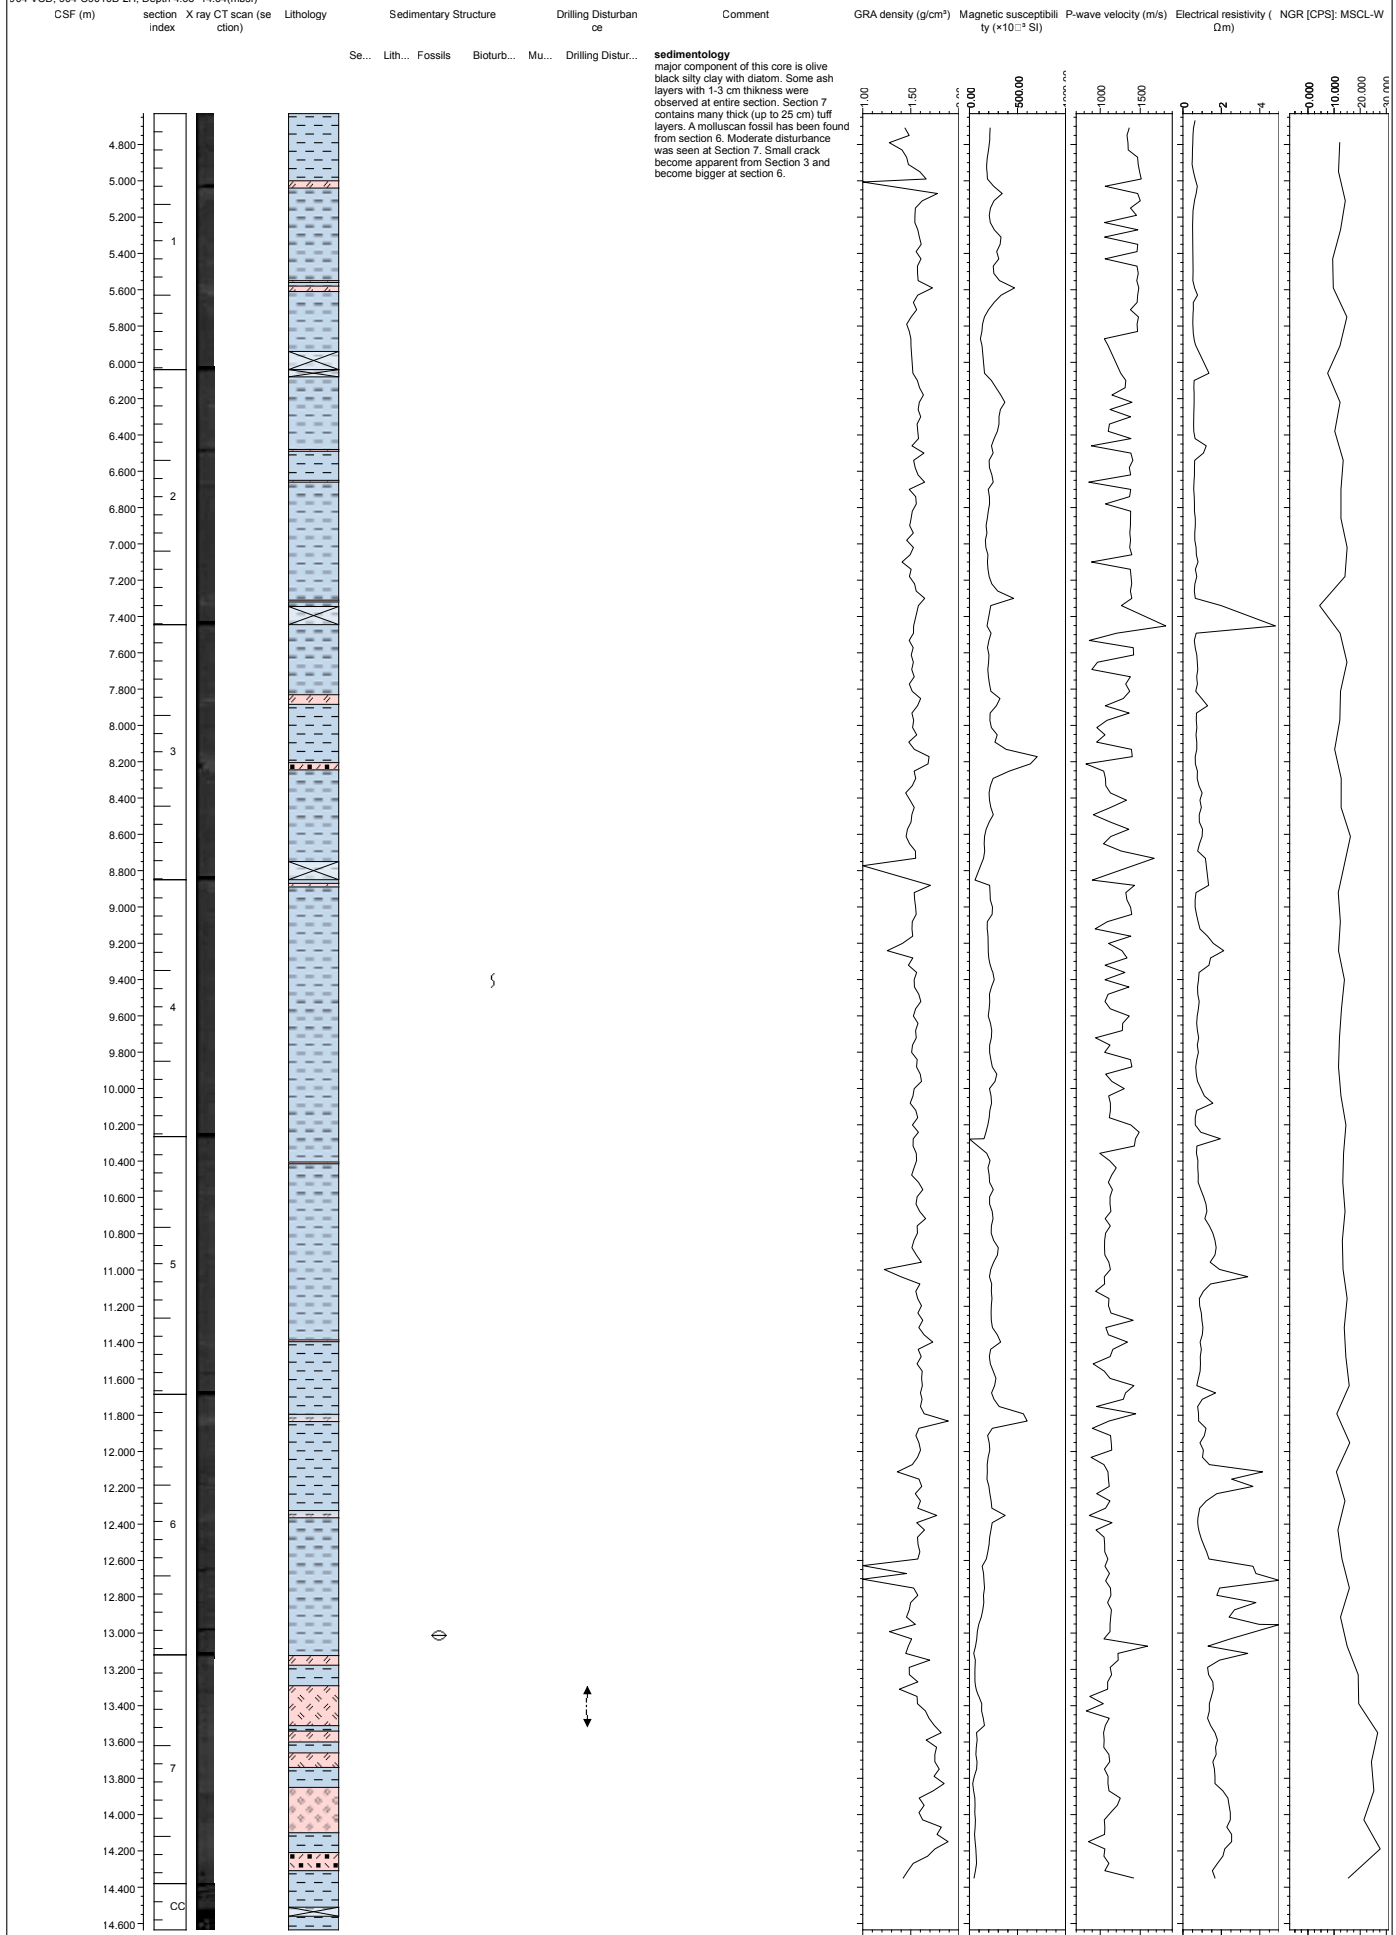 CSF (m)
section index
X ray CT scan (se
ction)
Lithology
Sedimentary Structure
Drilling Disturban
ce
Comment
GRA density (g/cm³)
Magnetic susceptibili
ty (×10□³ SI)
P-wave velocity (m/s)
Electrical resistivity (
Ωm)
NGR [CPS]: MSCL-W
Se...
Lith...
Fossils
Bioturb...
Mu...
Drilling Distur...
sedimentology
major component of this core is olive
black silty clay with diatom. Some ash
layers with 1-3 cm thikness were
observed at entire section. Section 7
contains many thick (up to 25 cm) tuff
layers. A molluscan fossil has been found
from section 6. Moderate disturbance
was seen at Section 7. Small crack
become apparent from Section 3 and
become bigger at section 6.
1.00
1.50
0.00
500.00
1000
1500
0
2
4
0.000
10.000
20.000
30.000
4.800
5.000
5.200
5.400
5.600
5.800
6.000
6.200
6.400
6.600
6.800
7.000
7.200
7.400
7.600
7.800
8.000
8.200
8.400
8.600
8.800
9.000
9.200
9.400
9.600
9.800
10.000
10.200
10.400
10.600
10.800
11.000
11.200
11.400
11.600
11.800
12.000
12.200
12.400
12.600
12.800
13.000
13.200
13.400
13.600
13.800
14.000
14.200
14.400
14.600
1
2
3
4
5
6
7
CC